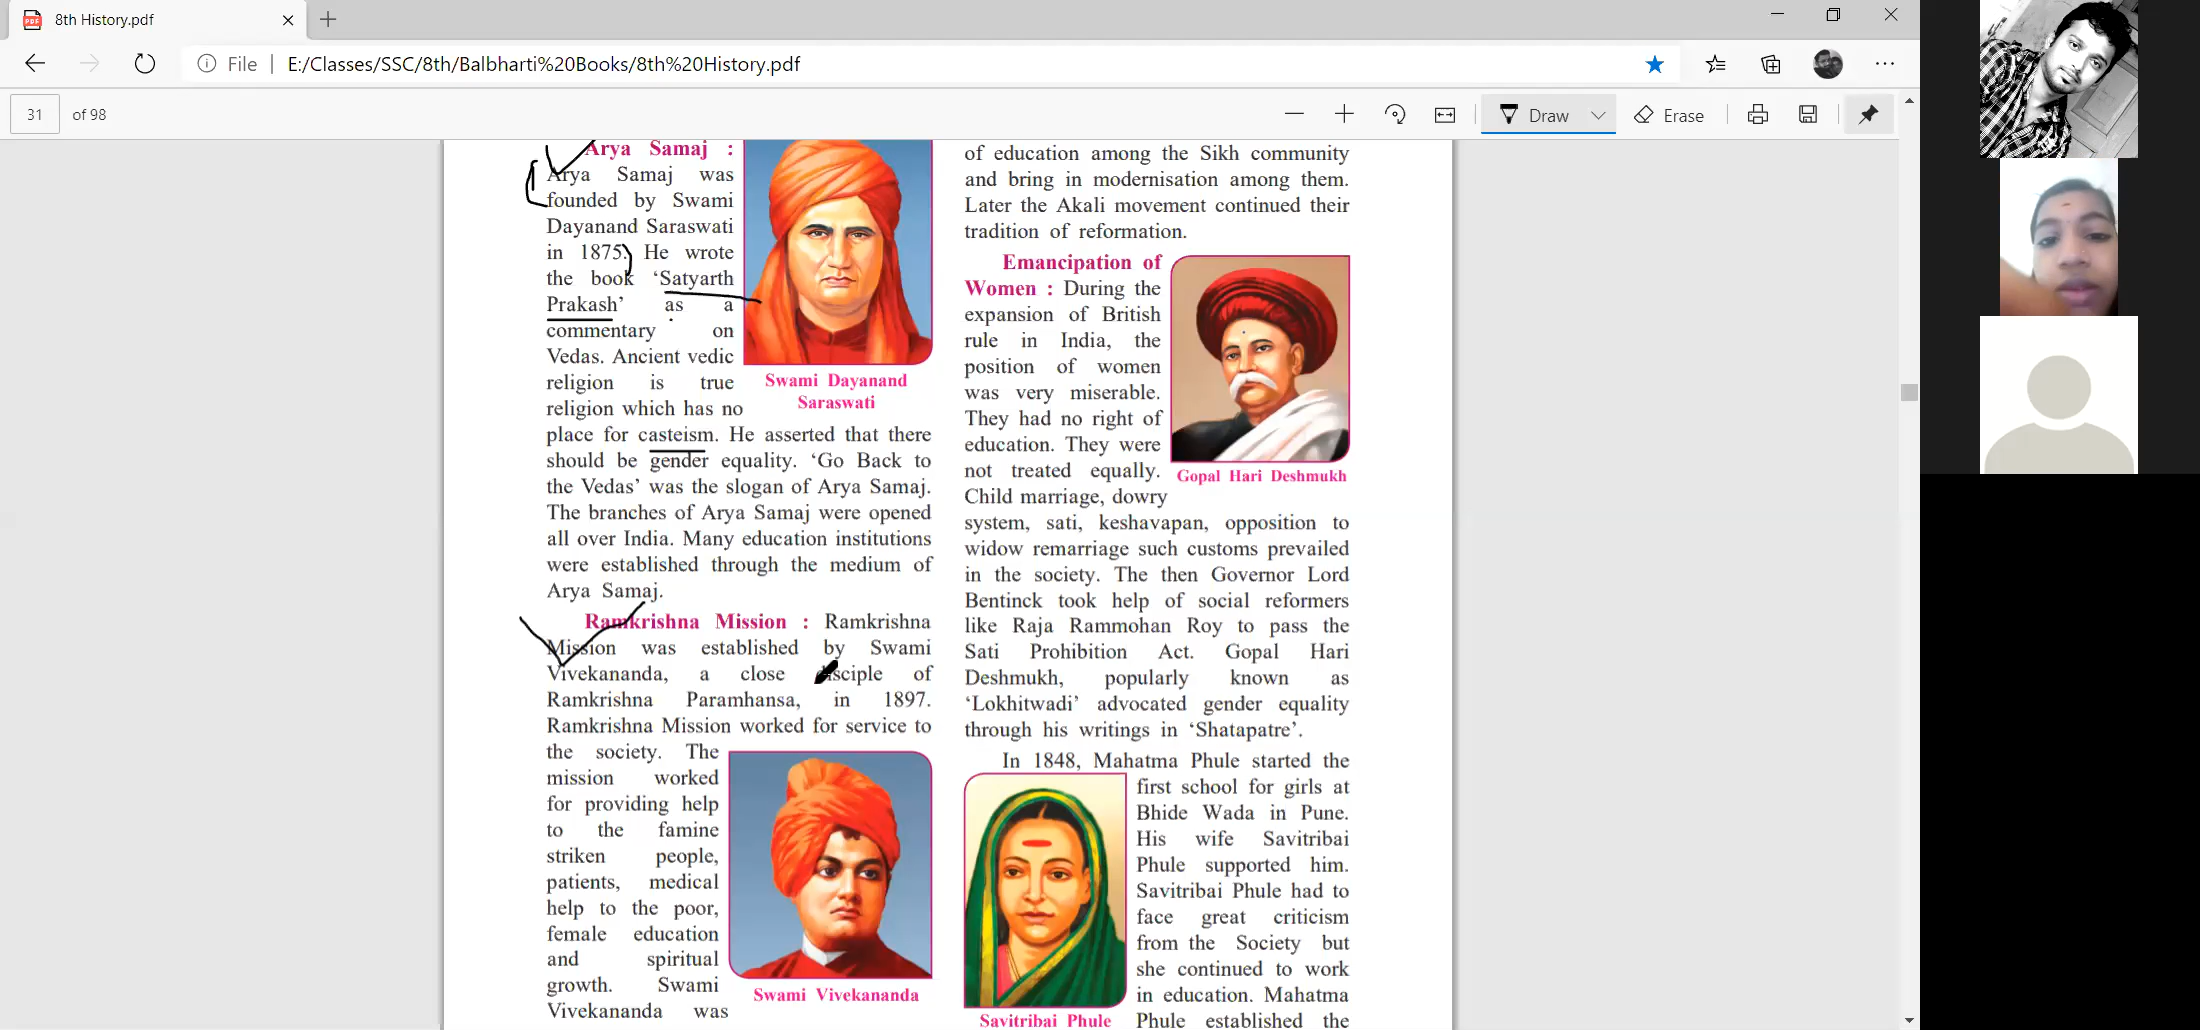 8th History.pdf
File | E:/Classes/SSC/8th/Balbharti%20Books/8th%20History.pdf
31 of 98
Draw
Erase
Arya Samaj :
Arya Samaj was
founded by Swami
Dayanand Saraswati
in 1875. He wrote
the book ‘Satyarth
Prakash’ as a
commentary on
Vedas. Ancient vedic
religion is true
religion which has no
place for casteism. He asserted that there
should be gender equality. ‘Go Back to
the Vedas’ was the slogan of Arya Samaj.
The branches of Arya Samaj were opened
all over India. Many education institutions
were established through the medium of
Arya Samaj.
Swami Dayanand
Saraswati
Ramkrishna Mission : Ramkrishna
Mission was established by Swami
Vivekananda, a close disciple of
Ramkrishna Paramhansa, in 1897.
Ramkrishna Mission worked for service to
the society. The
mission worked
for providing help
to the famine
striken people,
patients, medical
help to the poor,
female education
and spiritual
growth. Swami
Vivekananda was
Swami Vivekananda
of education among the Sikh community
and bring in modernisation among them.
Later the Akali movement continued their
tradition of reformation.
Emancipation of
Women : During the
expansion of British
rule in India, the
position of women
was very miserable.
They had no right of
education. They were
not treated equally.
Child marriage, dowry
system, sati, keshavapan, opposition to
widow remarriage such customs prevailed
in the society. The then Governor Lord
Bentinck took help of social reformers
like Raja Rammohan Roy to pass the
Sati Prohibition Act. Gopal Hari
Deshmukh, popularly known as
‘Lokhitwadi’ advocated gender equality
through his writings in ‘Shatapatre’.
Gopal Hari Deshmukh
In 1848, Mahatma Phule started the
first school for girls at
Bhide Wada in Pune.
His wife Savitribai
Phule supported him.
Savitribai Phule had to
face great criticism
from the Society but
she continued to work
in education. Mahatma
Phule established the
Savitribai Phule